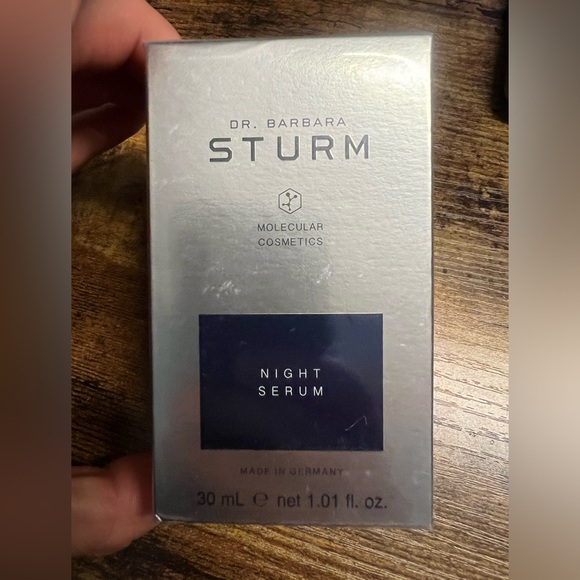 DR. BARBARA
STURM
MOLECULAR
COSMETICS
NIGHT
SERUM
MADE IN GERMANY
30 mL ℮ net 1.01 fl. oz.